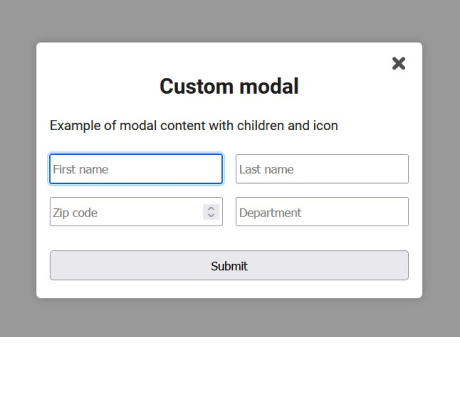 Custom modal
Example of modal content with children and icon
First name
Last name
Zip code
Department
Submit